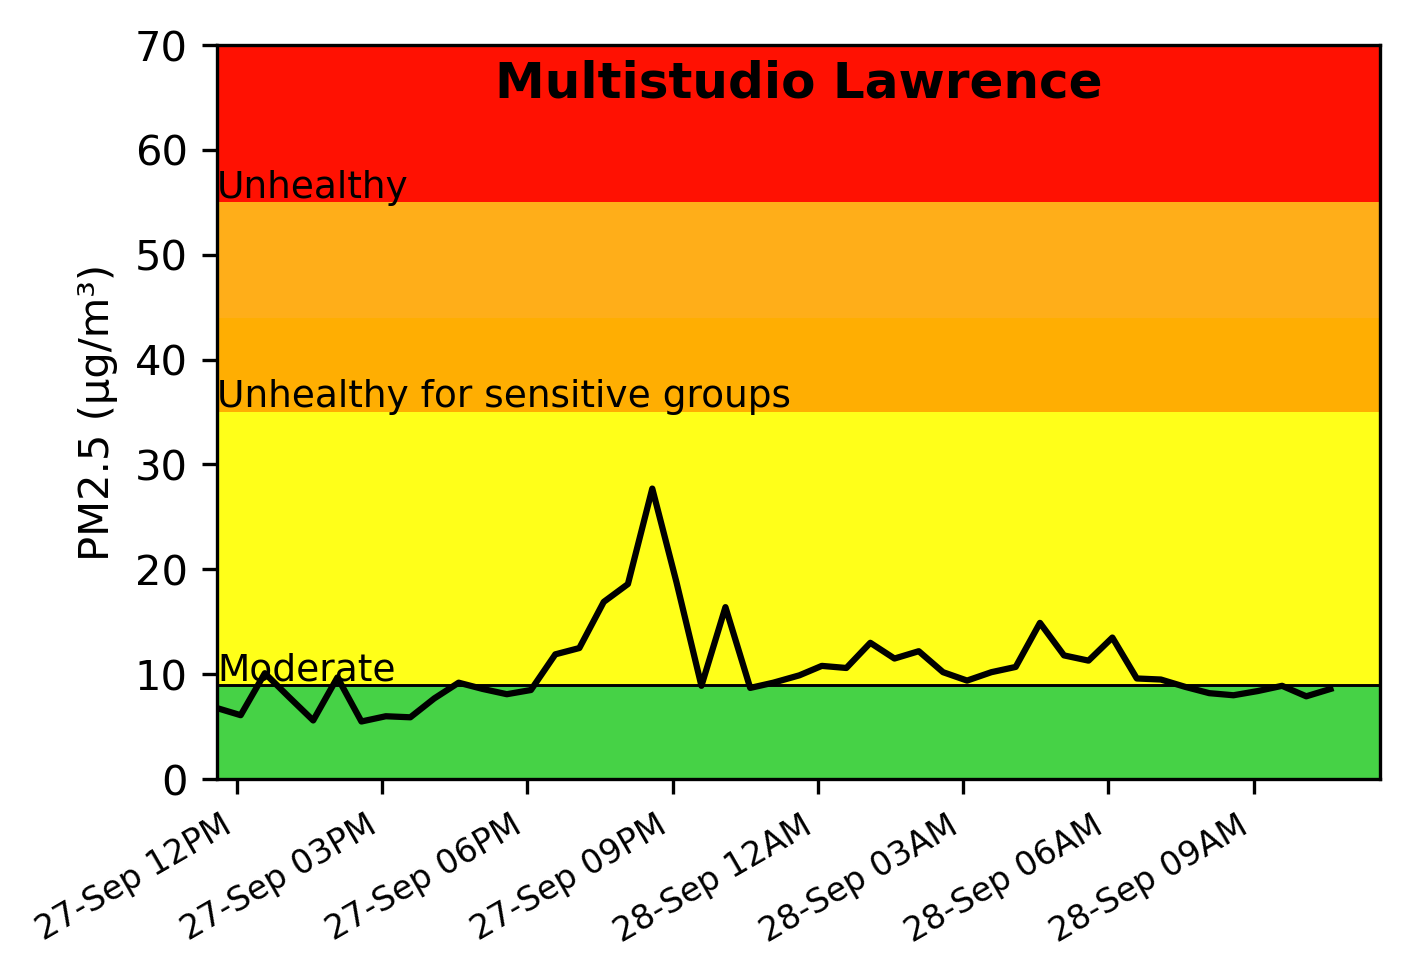 Multistudio Lawrence
PM2.5 (µg/m³)
70
60
50
40
30
20
10
0
Unhealthy
Unhealthy for sensitive groups
Moderate
27-Sep 12PM
27-Sep 03PM
27-Sep 06PM
27-Sep 09PM
28-Sep 12AM
28-Sep 03AM
28-Sep 06AM
28-Sep 09AM